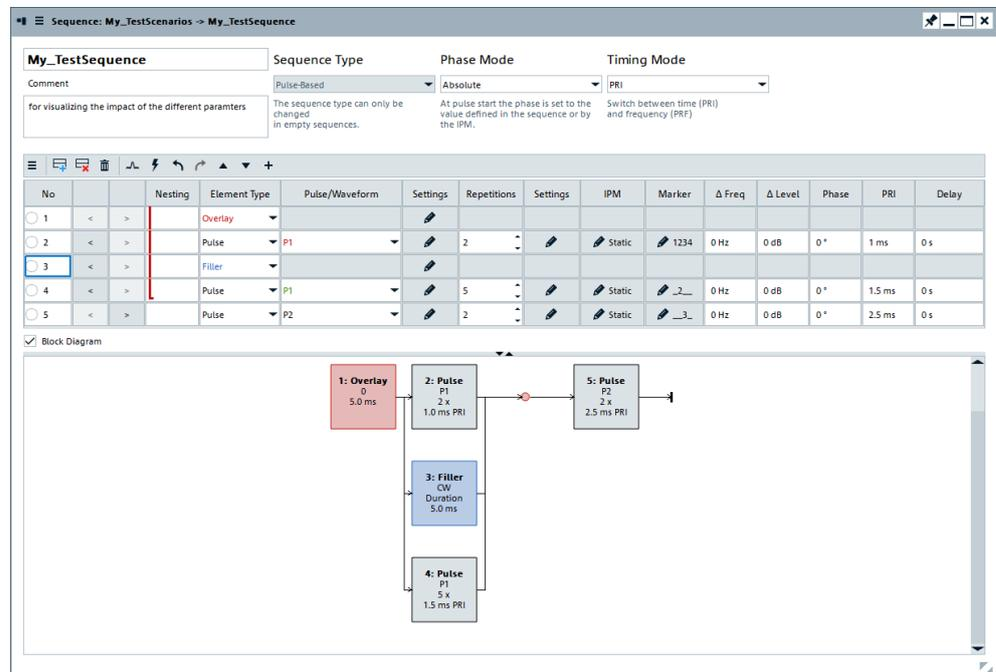 Sequence: My_TestScenarios -> My_TestSequence
My_TestSequence Sequence Type Phase Mode Timing Mode
Comment Pulse-Based Absolute PRI
for visualizing the impact of the different paramters
The sequence type can only be
changed
in empty sequences.
At pulse start the phase is set to the
value defined in the sequence or by
the IPM.
Switch between time (PRI)
and frequency (PRF)
No Nesting Element Type Pulse/Waveform Settings Repetitions Settings IPM Marker Δ Freq Δ Level Phase PRI Delay
1 < > Overlay
2 < > Pulse P1 2 Static 1234 0 Hz 0 dB 0 ° 1 ms 0 s
3 < > Filler
4 < > Pulse P1 5 Static _2__ 0 Hz 0 dB 0 ° 1.5 ms 0 s
5 < > Pulse P2 2 Static __3_ 0 Hz 0 dB 0 ° 2.5 ms 0 s
Block Diagram
1: Overlay
0
5.0 ms
2: Pulse
P1
2 x
1.0 ms PRI
5: Pulse
P2
2 x
2.5 ms PRI
3: Filler
CW
Duration
5.0 ms
4: Pulse
P1
5 x
1.5 ms PRI